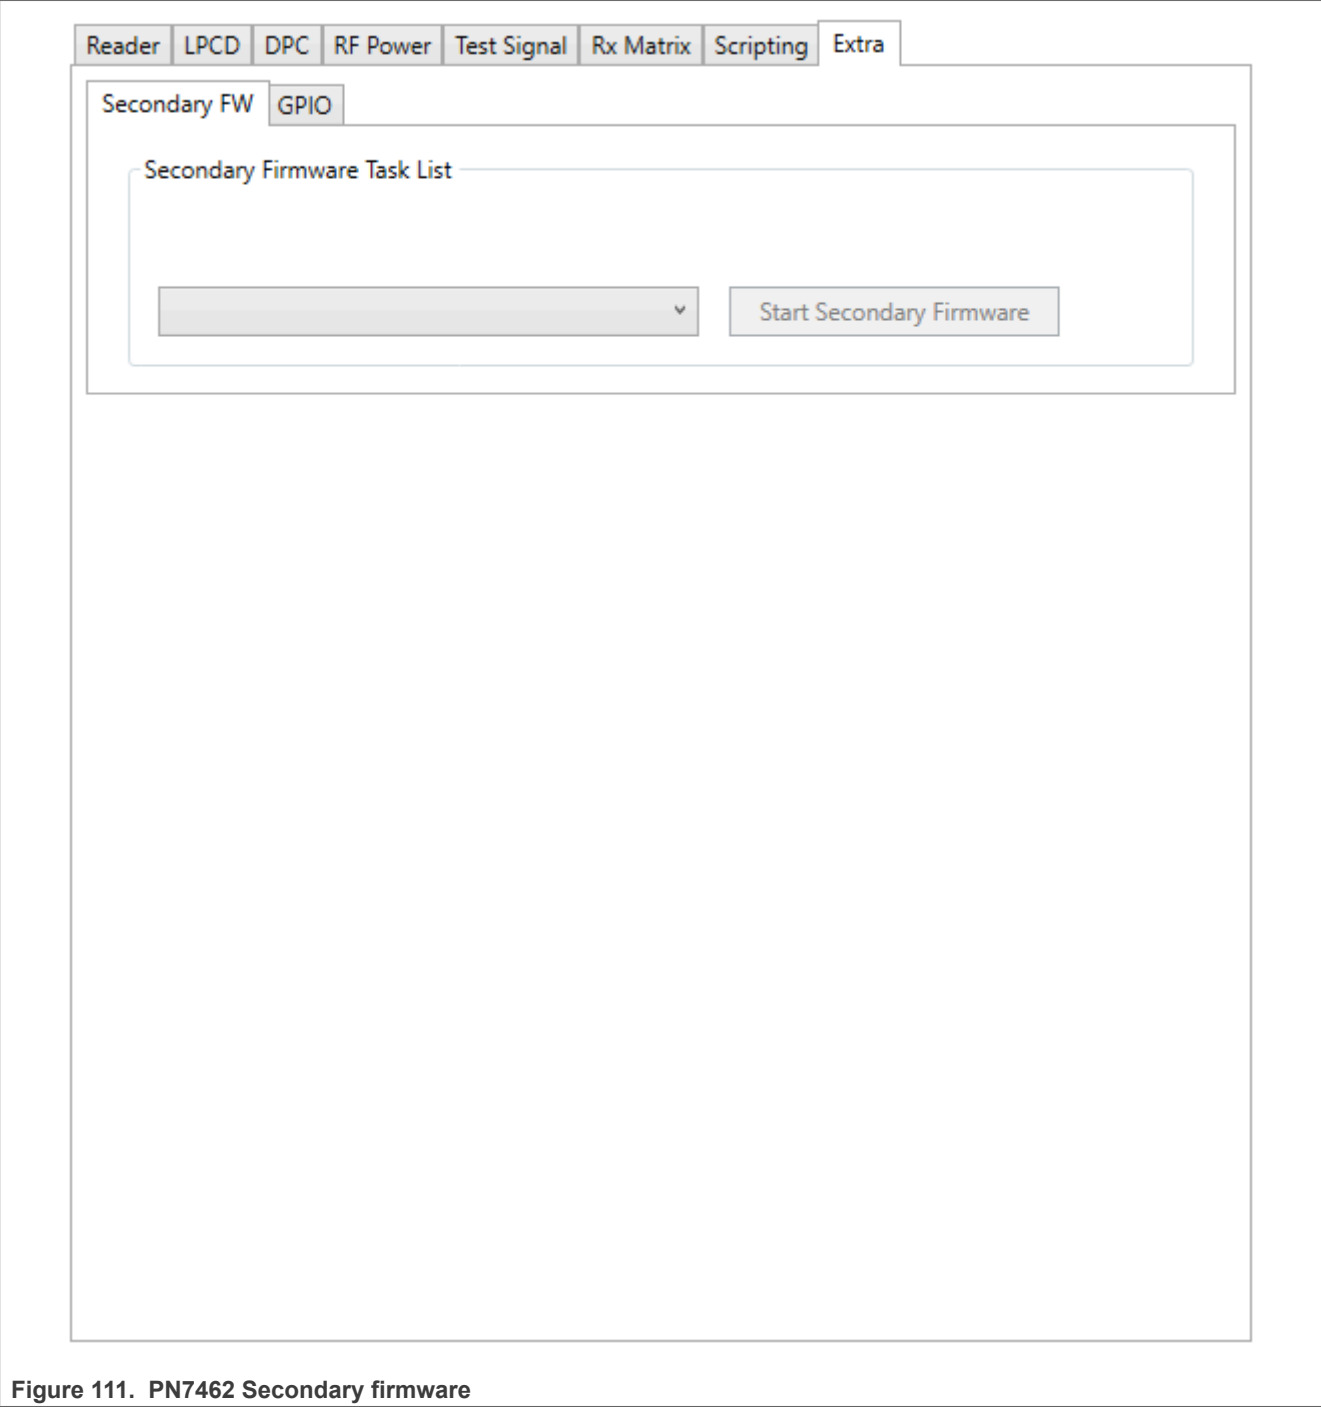 Reader LPCD DPC RF Power Test Signal Rx Matrix Scripting Extra
Secondary FW GPIO
Secondary Firmware Task List
Start Secondary Firmware
Figure 111. PN7462 Secondary firmware